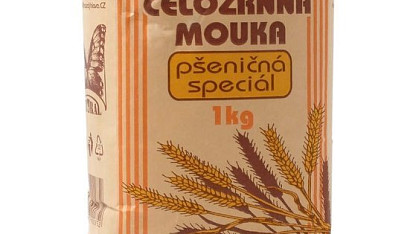 CELOZRNNÁ
MOUKA
pšeničná
speciál
1kg